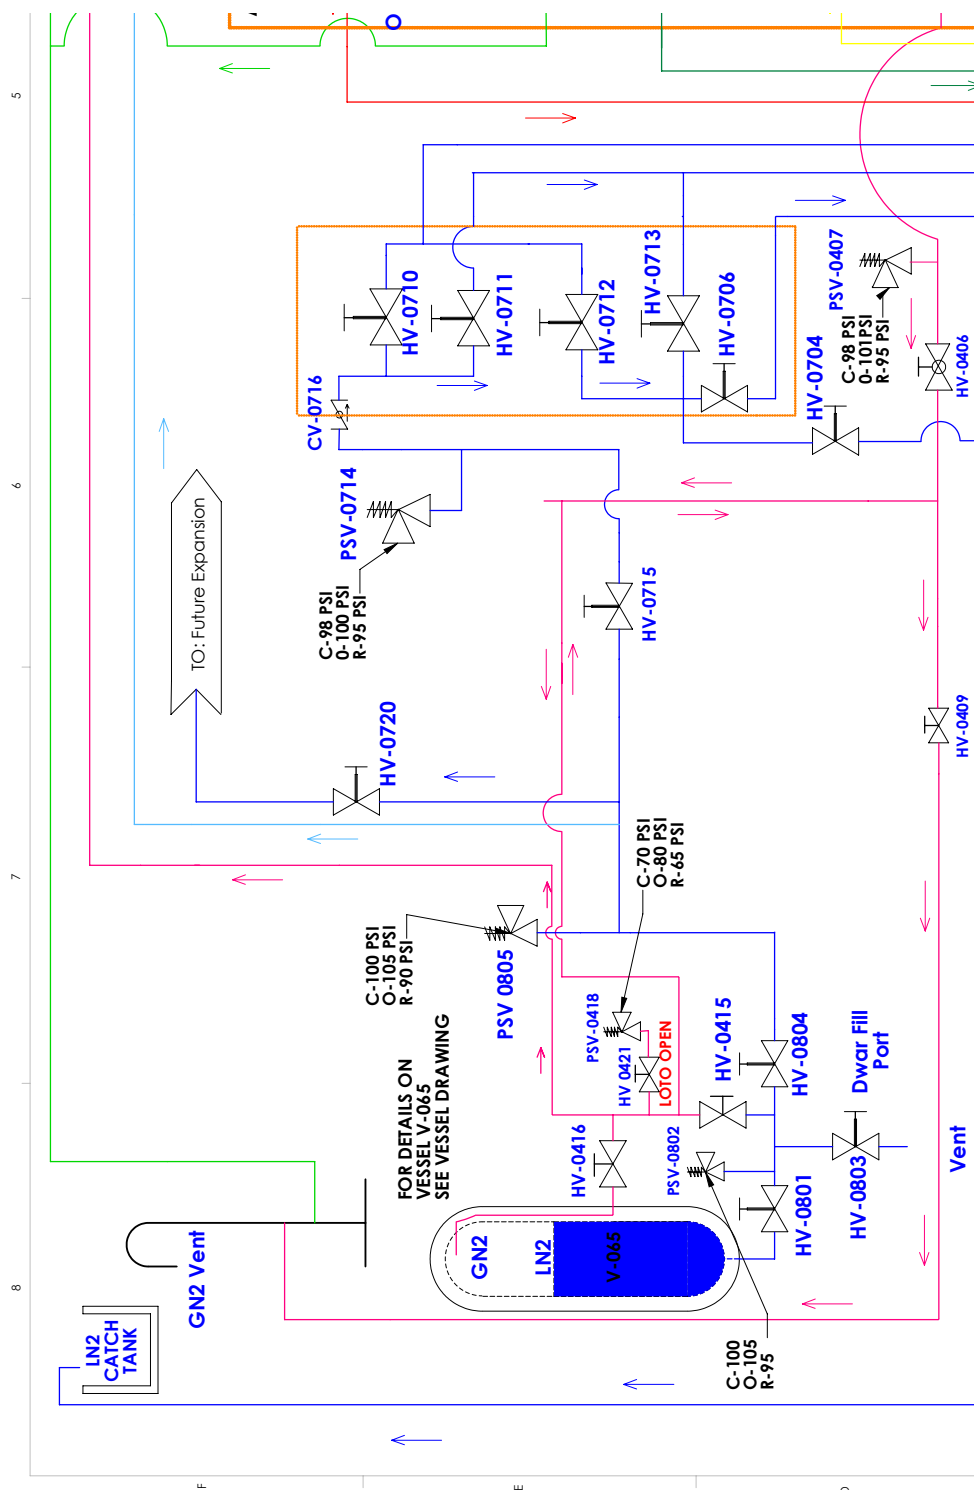 5
6
7
8
F
E
O
TO: Future Expansion
HV-0720
CV-0716
PSV-0714
C-98 PSI
0-100 PSI
R-95 PSI
HV-0710
HV-0711
HV-0712
HV-0713
HV-0706
HV-0704
PSV-0407
C-98 PSI
0-101PSI
R-95 PSI
HV-0406
HV-0715
HV-0409
C-70 PSI
O-80 PSI
R-65 PSI
C-100 PSI
O-105 PSI
R-90 PSI
PSV 0805
PSV-0418
HV 0421
LOTO OPEN
HV-0415
HV-0804
Dwar Fill
Port
FOR DETAILS ON
VESSEL V-065
SEE VESSEL DRAWING
HV-0416
PSV-0802
HV-0801
HV-0803
Vent
GN2
LN2
V-065
C-100
O-105
R-95
GN2 Vent
LN2
CATCH
TANK